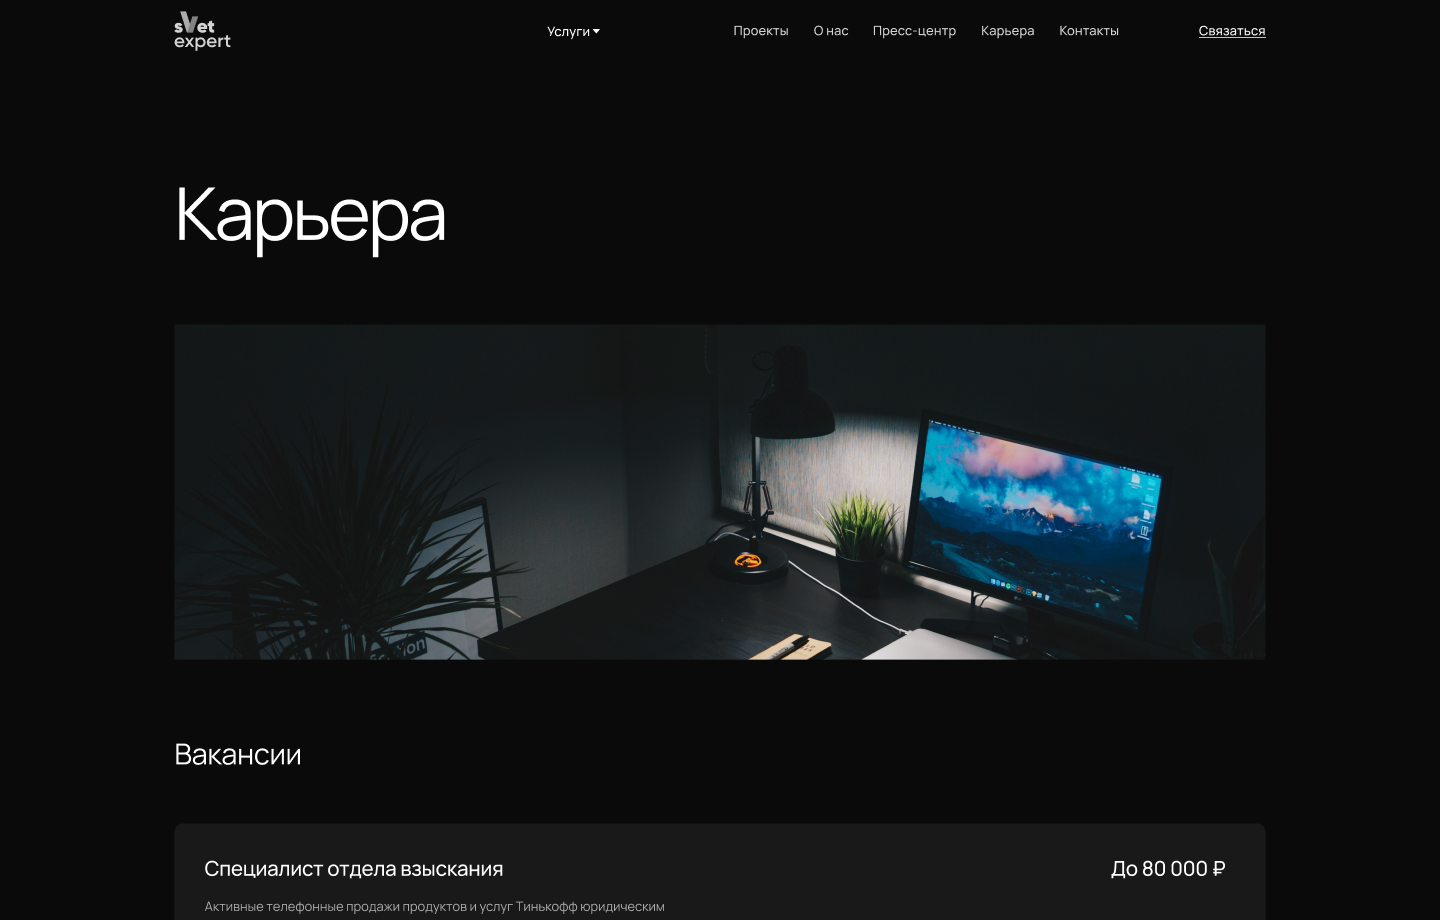 svet
expert
Услуги
Проекты
О нас
Пресс-центр
Карьера
Контакты
Связаться
Карьера
Вакансии
Специалист отдела взыскания
До 80 000 ₽
Активные телефонные продажи продуктов и услуг Тинькофф юридическим